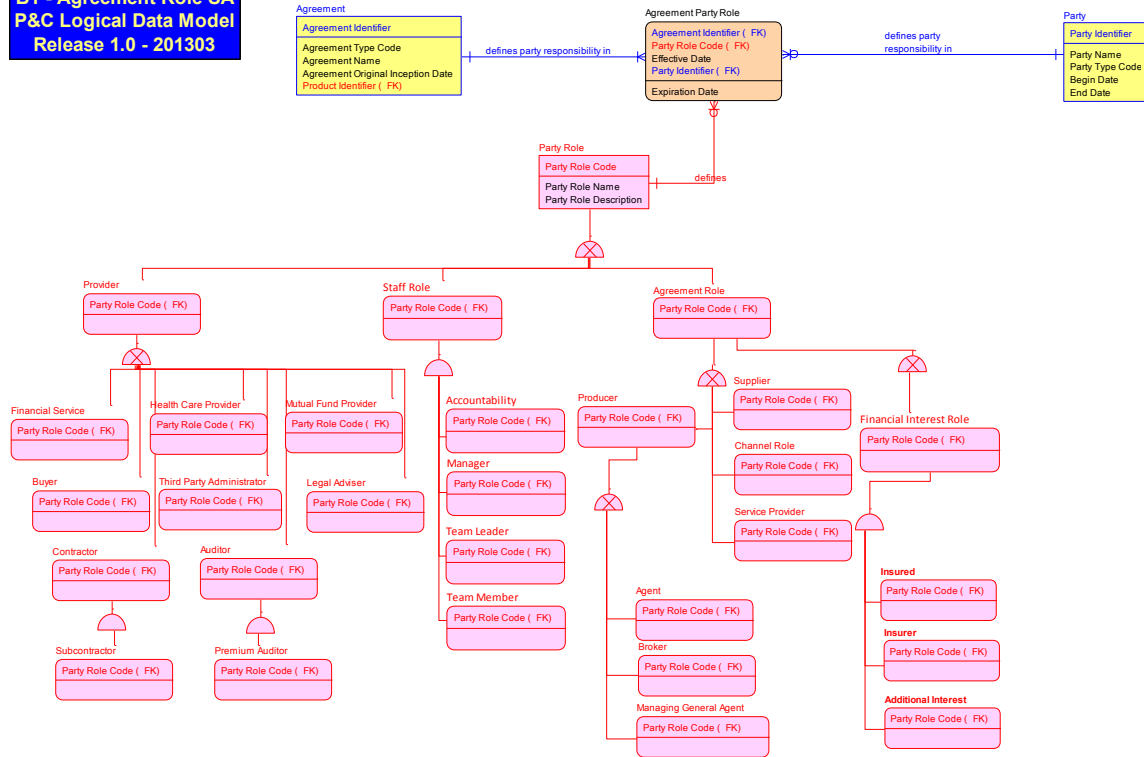 BY - Agreement Role SA
P&C Logical Data Model
Release 1.0 - 201303
Agreement
Agreement Identifier
Agreement Type Code
Agreement Name
Agreement Original Inception Date
Product Identifier ( FK)
defines party responsibility in
Agreement Party Role
Agreement Identifier ( FK)
Party Role Code ( FK)
Effective Date
Party Identifier ( FK)
Expiration Date
defines party
responsibility in
Party
Party Identifier
Party Name
Party Type Code
Begin Date
End Date
Party Role
Party Role Code
Party Role Name
Party Role Description
defines
Provider
Party Role Code ( FK)
Staff Role
Party Role Code ( FK)
Agreement Role
Party Role Code ( FK)
Financial Service
Party Role Code ( FK)
Health Care Provider
Party Role Code ( FK)
Mutual Fund Provider
Party Role Code ( FK)
Buyer
Party Role Code ( FK)
Third Party Administrator
Party Role Code ( FK)
Legal Adviser
Party Role Code ( FK)
Contractor
Party Role Code ( FK)
Auditor
Party Role Code ( FK)
Subcontractor
Party Role Code ( FK)
Premium Auditor
Party Role Code ( FK)
Accountability
Party Role Code ( FK)
Manager
Party Role Code ( FK)
Team Leader
Party Role Code ( FK)
Team Member
Party Role Code ( FK)
Producer
Party Role Code ( FK)
Supplier
Party Role Code ( FK)
Channel Role
Party Role Code ( FK)
Service Provider
Party Role Code ( FK)
Financial Interest Role
Party Role Code ( FK)
Agent
Party Role Code ( FK)
Broker
Party Role Code ( FK)
Managing General Agent
Party Role Code ( FK)
Insured
Party Role Code ( FK)
Insurer
Party Role Code ( FK)
Additional Interest
Party Role Code ( FK)